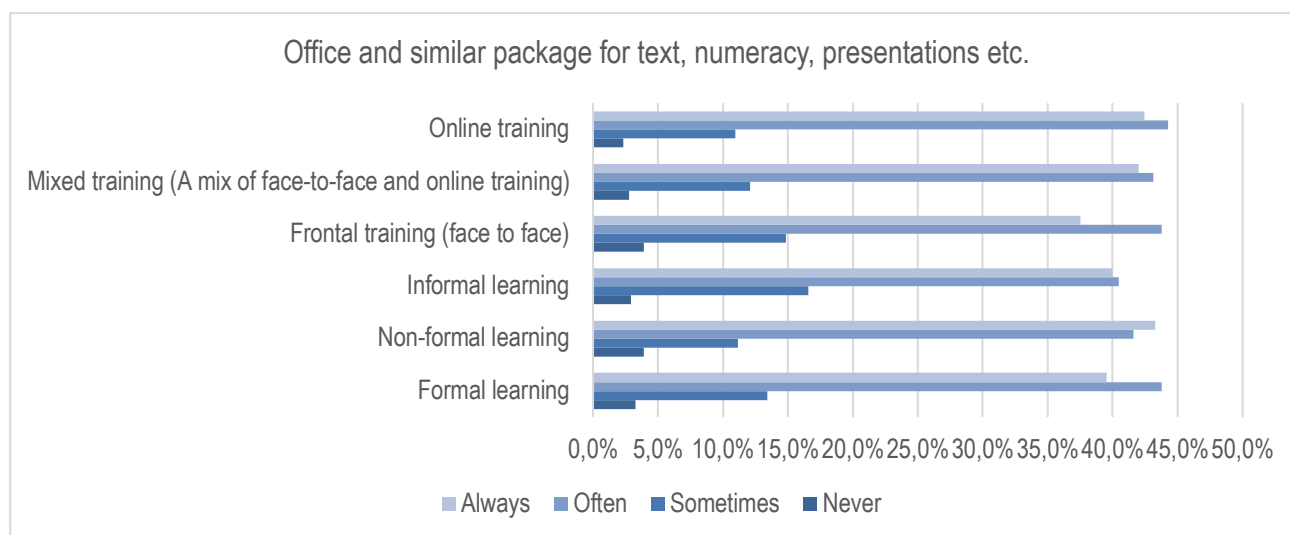 Office and similar package for text, numeracy, presentations etc.
Online training
Mixed training (A mix of face-to-face and online training)
Frontal training (face to face)
Informal learning
Non-formal learning
Formal learning
0,0% 5,0% 10,0% 15,0% 20,0% 25,0% 30,0% 35,0% 40,0% 45,0% 50,0%
Always Often Sometimes Never